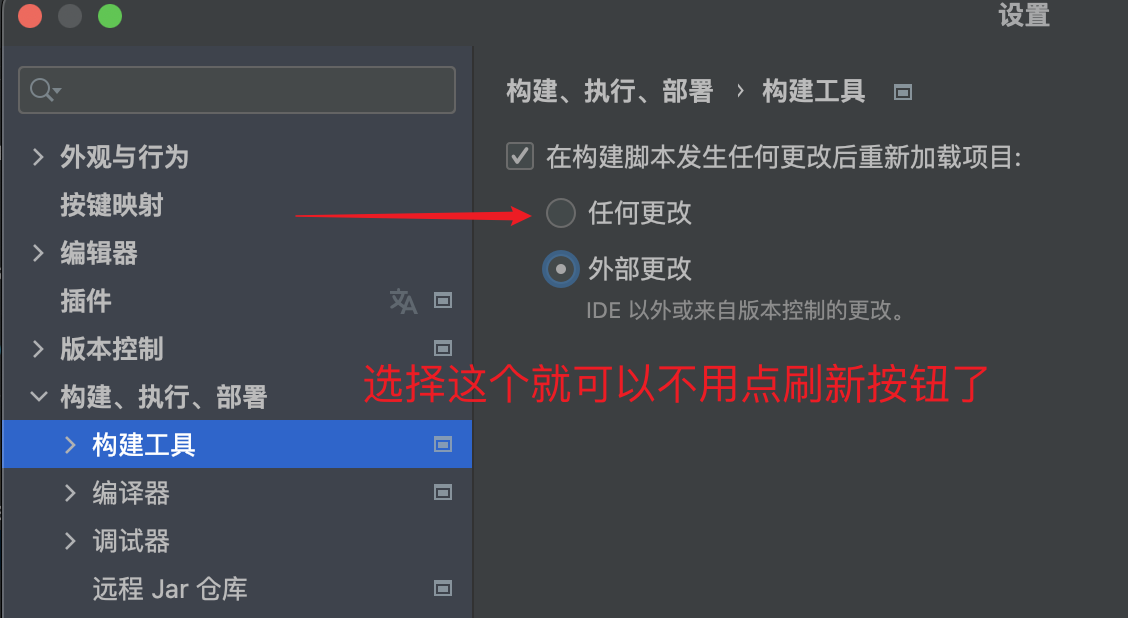 设置
构建、执行、部署 › 构建工具
在构建脚本发生任何更改后重新加载项目:
任何更改
外部更改
IDE 以外或来自版本控制的更改。
选择这个就可以不用点刷新按钮了
外观与行为
按键映射
编辑器
插件
版本控制
构建、执行、部署
构建工具
编译器
调试器
远程 Jar 仓库